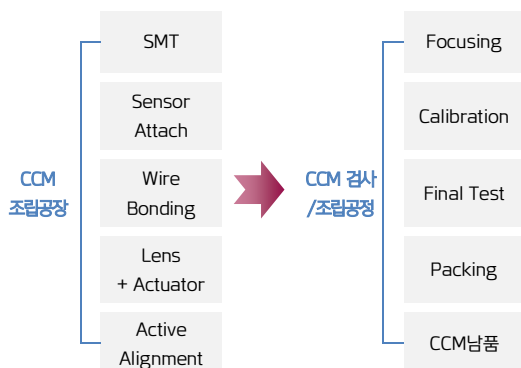 CCM
조립공장
SMT
Sensor
Attach
Wire
Bonding
Lens
+ Actuator
Active
Alignment
CCM 검사
/조립공정
Focusing
Calibration
Final Test
Packing
CCM남품